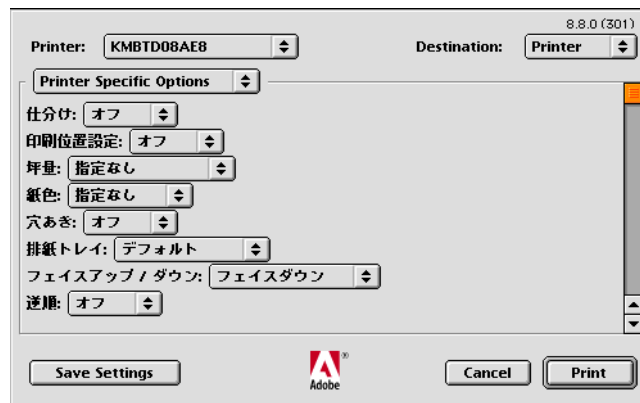 8.8.0 (301)
Printer: KMBTD08AE8 Destination: Printer
Printer Specific Options
仕分け: オフ
印刷位置設定: オフ
坪量: 指定なし
紙色: 指定なし
穴あき: オフ
排紙トレイ: デフォルト
フェイスアップ / ダウン: フェイスダウン
逆順: オフ
Save Settings Adobe® Cancel Print